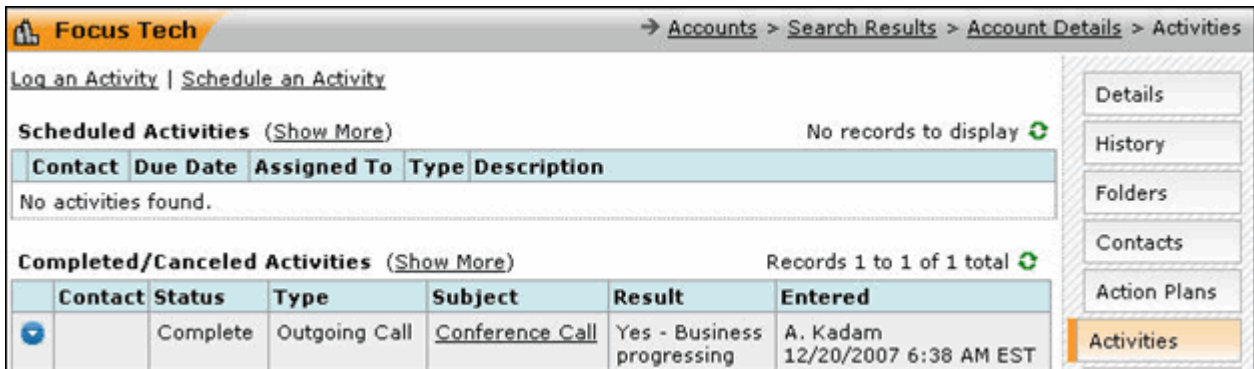 Focus Tech
→ Accounts > Search Results > Account Details > Activities
Log an Activity | Schedule an Activity
Scheduled Activities (Show More) No records to display
Contact Due Date Assigned To Type Description
No activities found.
Completed/Canceled Activities (Show More) Records 1 to 1 of 1 total
Contact Status Type Subject Result Entered
Complete Outgoing Call Conference Call Yes - Business A. Kadam
progressing 12/20/2007 6:38 AM EST
Details
History
Folders
Contacts
Action Plans
Activities